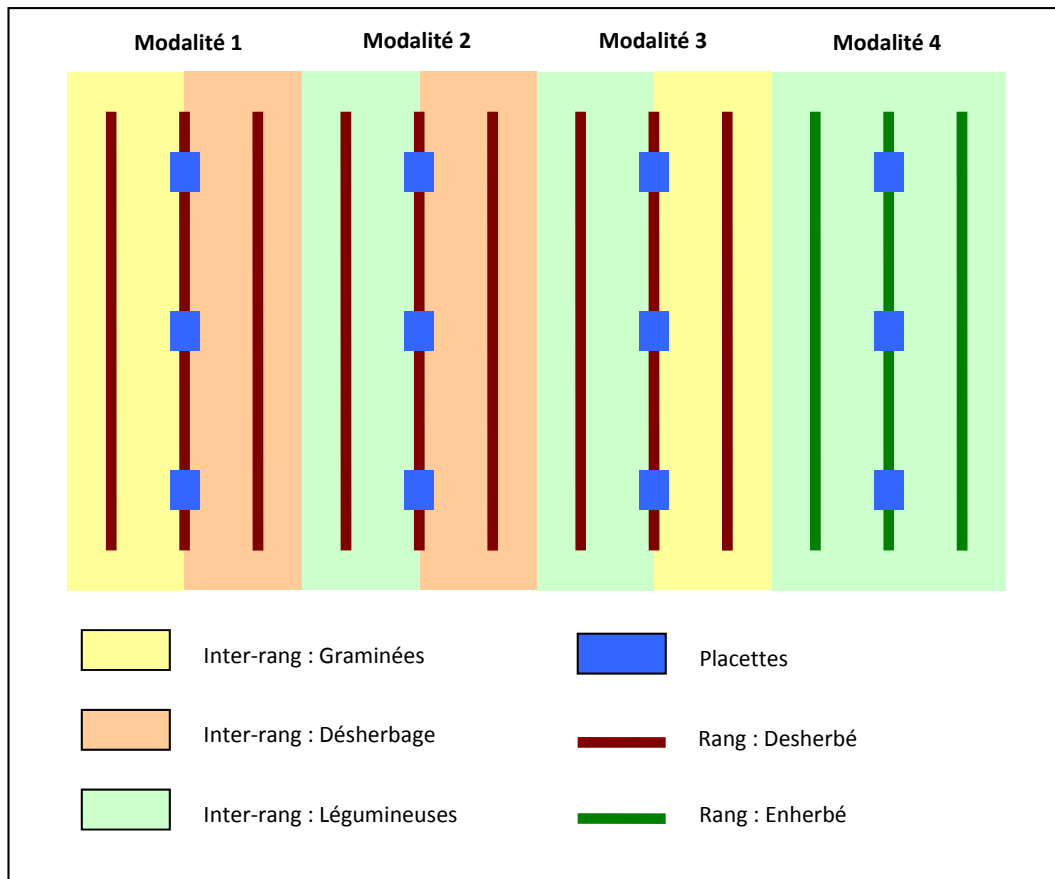 Modalité 1
Modalité 2
Modalité 3
Modalité 4
Inter-rang : Graminées
Placettes
Inter-rang : Désherbage
Rang : Desherbé
Inter-rang : Légumineuses
Rang : Enherbé